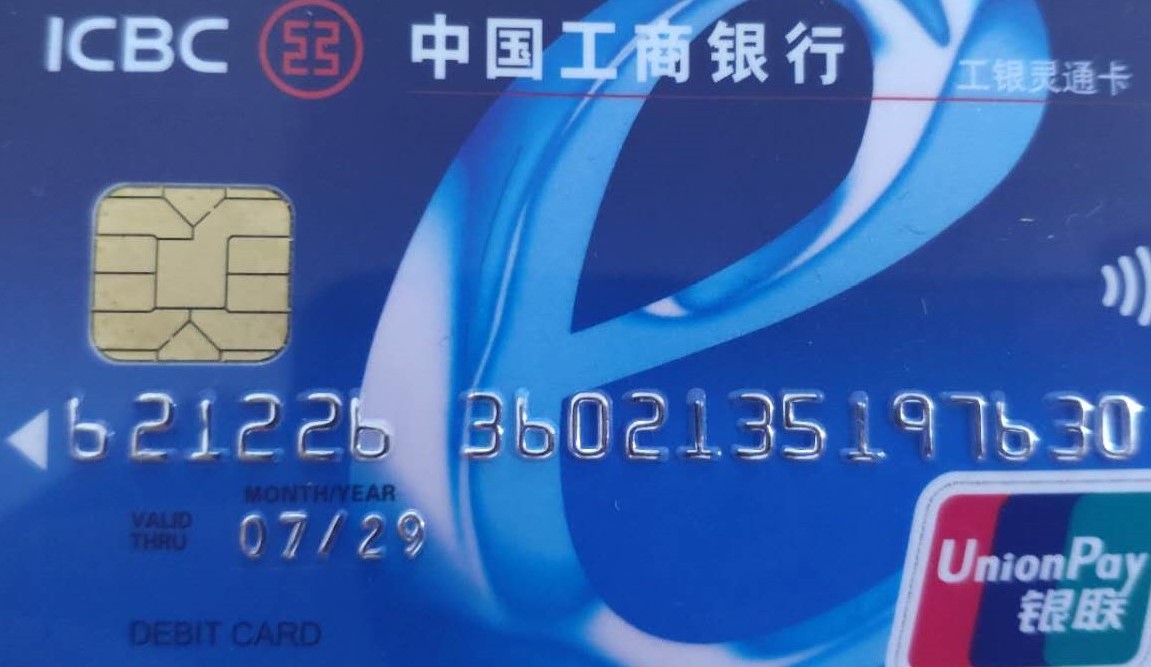 ICBC 中国工商银行
工银灵通卡
621226 3602135197630
MONTH/YEAR
VALID THRU 07/29
DEBIT CARD
UnionPay
银联